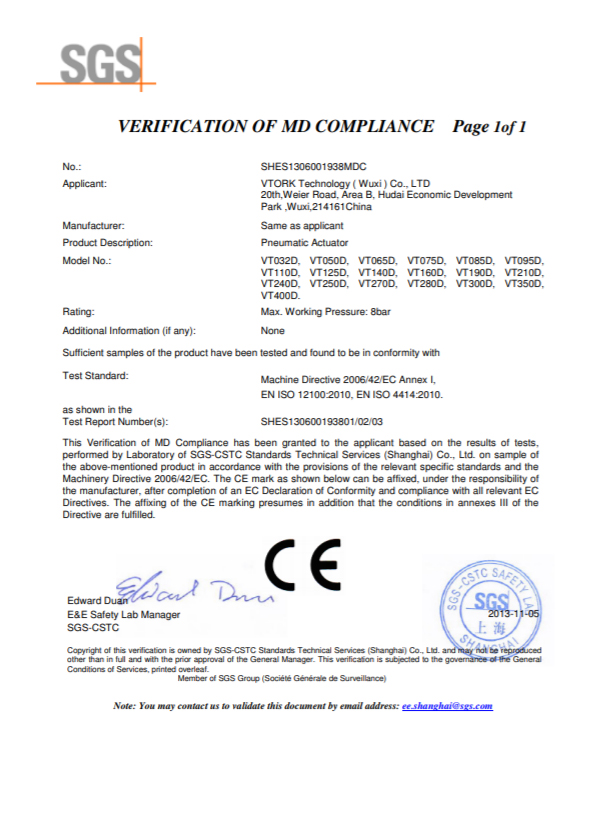 SGS
VERIFICATION OF MD COMPLIANCE Page 1of 1
No.: SHES1306001938MDC
Applicant: VTORK Technology ( Wuxi ) Co., LTD
20th,Weier Road, Area B, Hudai Economic Development
Park ,Wuxi,214161China
Manufacturer: Same as applicant
Product Description: Pneumatic Actuator
Model No.: VT032D, VT050D, VT065D, VT075D, VT085D, VT095D,
VT110D, VT125D, VT140D, VT160D, VT190D, VT210D,
VT240D, VT250D, VT270D, VT280D, VT300D, VT350D,
VT400D.
Rating: Max. Working Pressure: 8bar
Additional Information (if any): None
Sufficient samples of the product have been tested and found to be in conformity with
Test Standard: Machine Directive 2006/42/EC Annex I,
EN ISO 12100:2010, EN ISO 4414:2010.
as shown in the
Test Report Number(s): SHES130600193801/02/03
This Verification of MD Compliance has been granted to the applicant based on the results of tests,
performed by Laboratory of SGS-CSTC Standards Technical Services (Shanghai) Co., Ltd. on sample of
the above-mentioned product in accordance with the provisions of the relevant specific standards and the
Machinery Directive 2006/42/EC. The CE mark as shown below can be affixed, under the responsibility of
the manufacturer, after completion of an EC Declaration of Conformity and compliance with all relevant EC
Directives. The affixing of the CE marking presumes in addition that the conditions in annexes III of the
Directive are fulfilled.
CE
Edward Duan
Edward Duan
E&E Safety Lab Manager
SGS-CSTC
SGS-CSTC SAFETY LAB
SGS
2013-11-05
上海
SHANGHAI
Copyright of this verification is owned by SGS-CSTC Standards Technical Services (Shanghai) Co., Ltd. and may not be reproduced
other than in full and with the prior approval of the General Manager. This verification is subjected to the governance of the General
Conditions of Services, printed overleaf.
Member of SGS Group (Société Générale de Surveillance)
Note: You may contact us to validate this document by email address: ee.shanghai@sgs.com